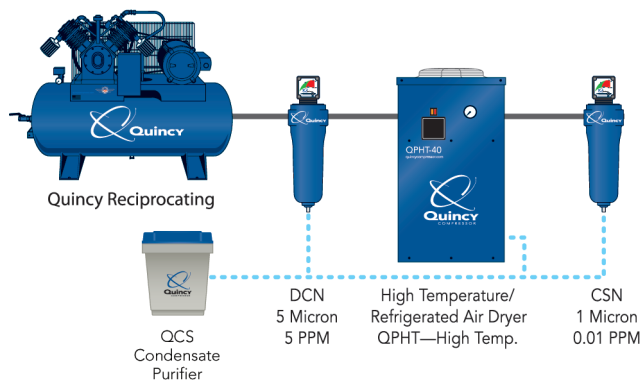 Quincy
Quincy Reciprocating
QPHT-40
Quincy
COMPRESSOR
Quincy
QCS
Condensate
Purifier
DCN
5 Micron
5 PPM
High Temperature/
Refrigerated Air Dryer
QPHT—High Temp.
CSN
1 Micron
0.01 PPM